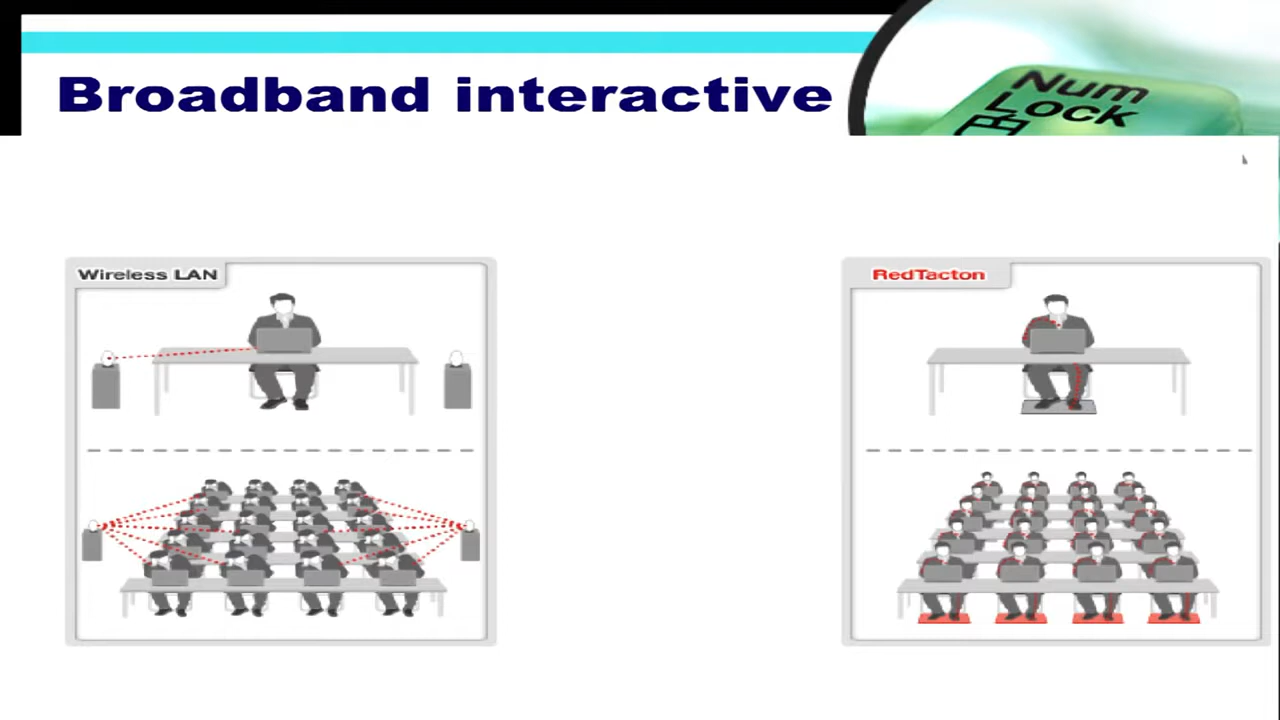 Broadband interactive
Num
Lock
Wireless LAN
RedTacton